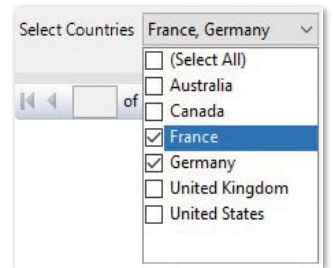 Select Countries France, Germany
(Select All)
Australia
of
Canada
France
Germany
United Kingdom
United States